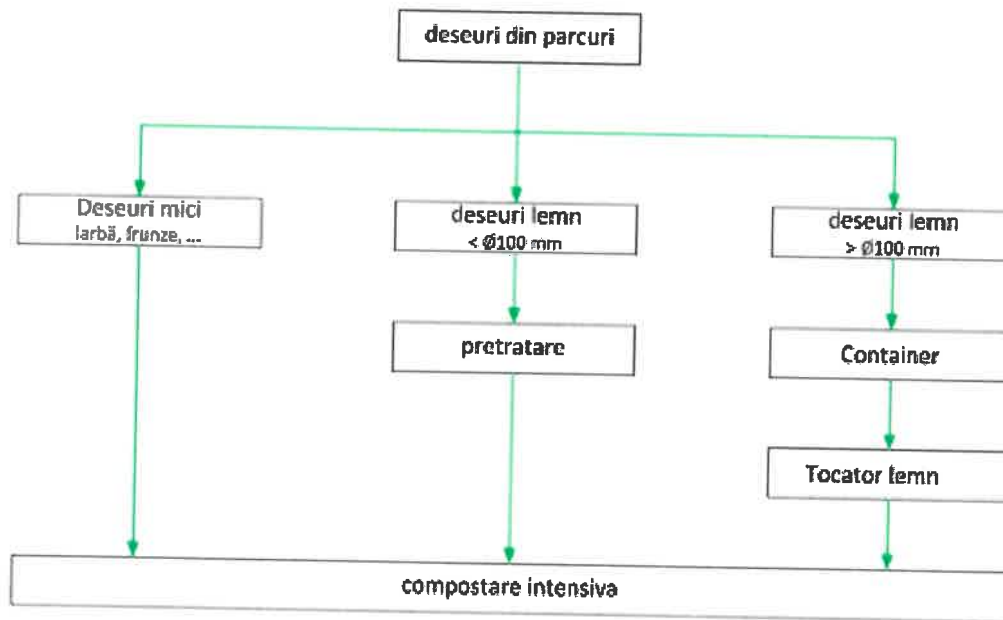 deseuri din parcuri
Deseuri mici
Iarbă, frunze, ...
deseuri lemn
< Ø100 mm
deseuri lemn
> Ø100 mm
pretratare
Container
Tocator lemn
compostare intensiva